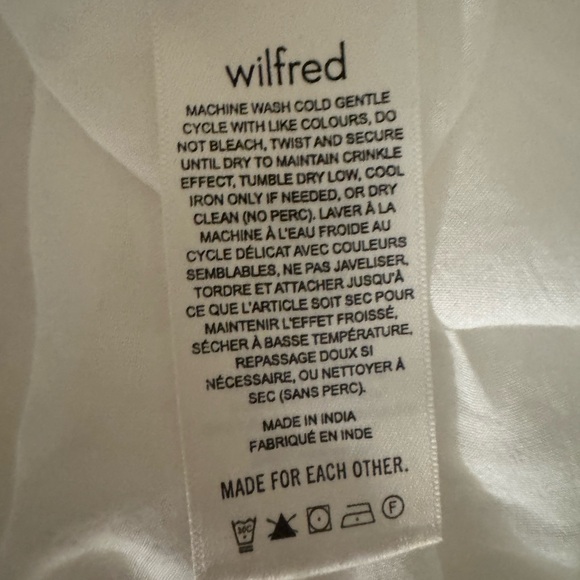 wilfred
MACHINE WASH COLD GENTLE
CYCLE WITH LIKE COLOURS, DO
NOT BLEACH, TWIST AND SECURE
UNTIL DRY TO MAINTAIN CRINKLE
EFFECT, TUMBLE DRY LOW, COOL
IRON ONLY IF NEEDED, OR DRY
CLEAN (NO PERC). LAVER À LA
MACHINE À L'EAU FROIDE AU
CYCLE DÉLICAT AVEC COULEURS
SEMBLABLES, NE PAS JAVELISER,
TORDRE ET ATTACHER JUSQU'À
CE QUE L'ARTICLE SOIT SEC POUR
MAINTENIR L'EFFET FROISSÉ,
SÉCHER À BASSE TEMPÉRATURE,
REPASSAGE DOUX SI
NÉCESSAIRE, OU NETTOYER À
SEC (SANS PERC).
MADE IN INDIA
FABRIQUÉ EN INDE
MADE FOR EACH OTHER.
F